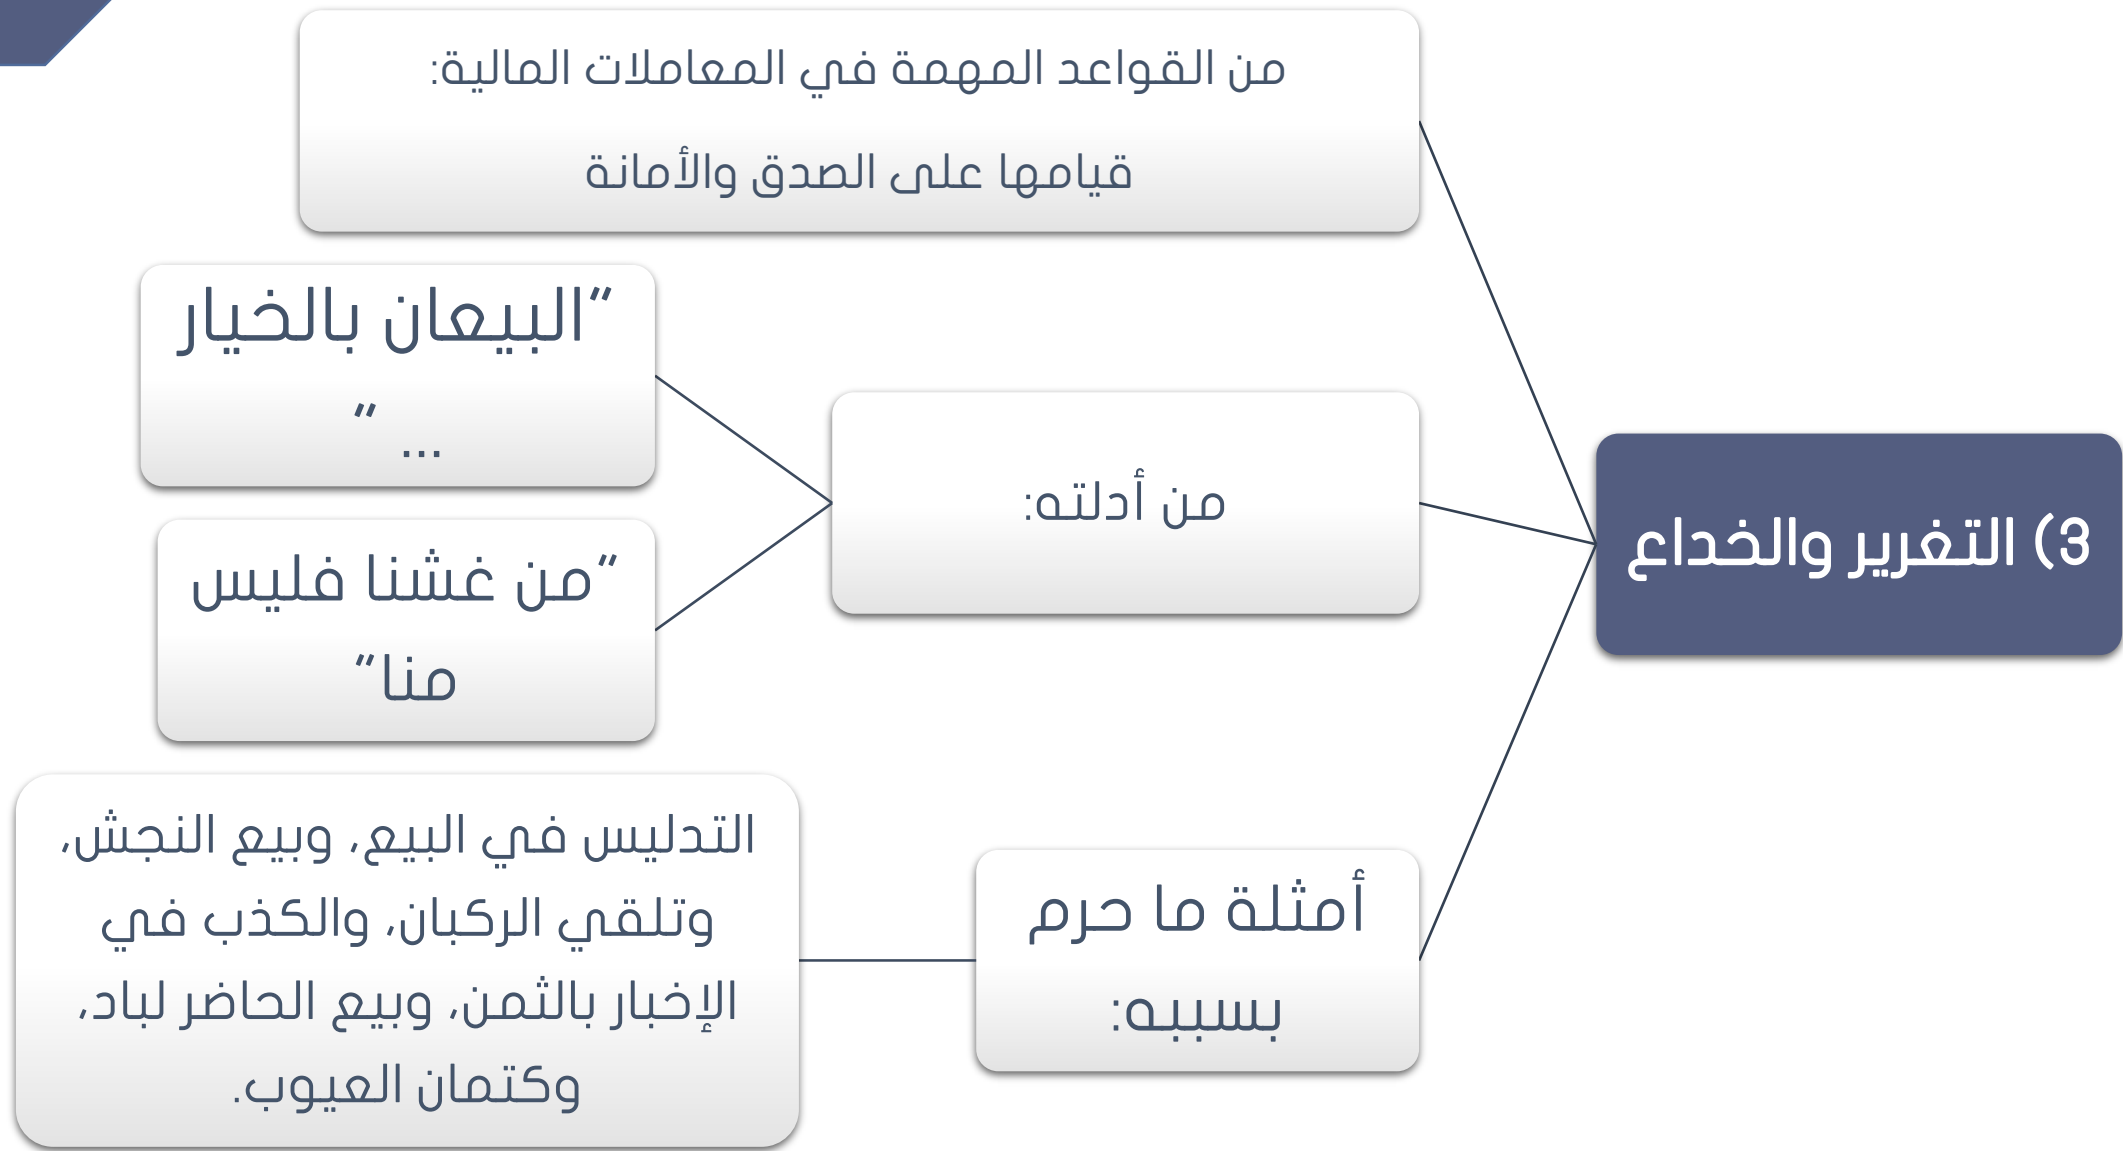 من القواعد المهمة في المعاملات المالية:
قيامها على الصدق والأمانة
3) التغرير والخداع
من أدلته:
“البيعان بالخيار
... ”
“من غشنا فليس
منا”
أمثلة ما حرم
بسببه:
التدليس في البيع، وبيع النجش،
وتلقي الركبان، والكذب في
الإخبار بالثمن، وبيع الحاضر لباد،
وكتمان العيوب.